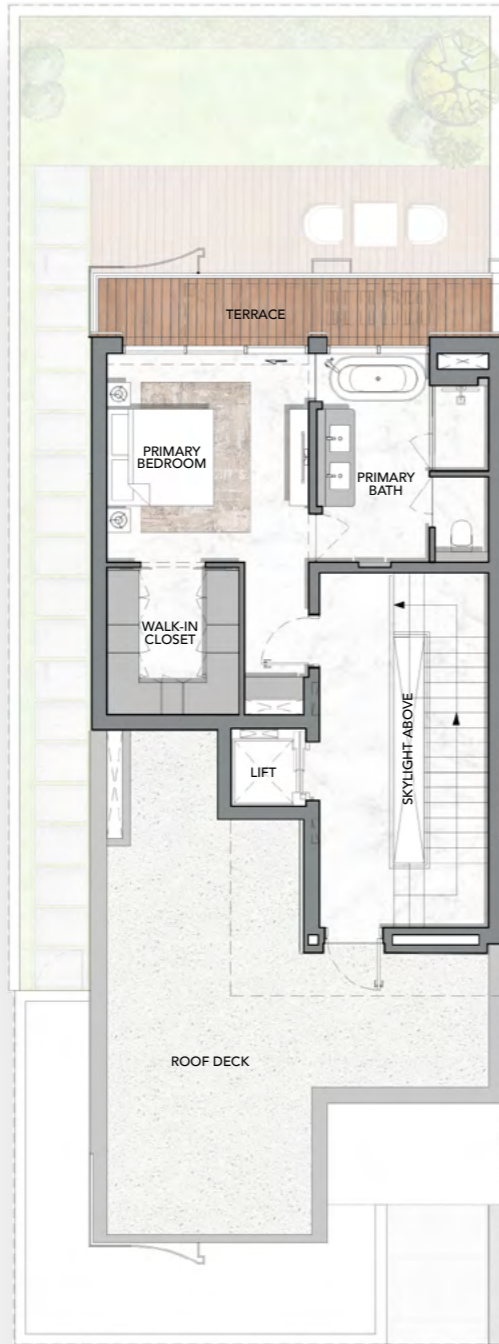 TERRACE
PRIMARY
BEDROOM
PRIMARY
BATH
WALK-IN
CLOSET
LIFT
SKYLIGHT ABOVE
ROOF DECK